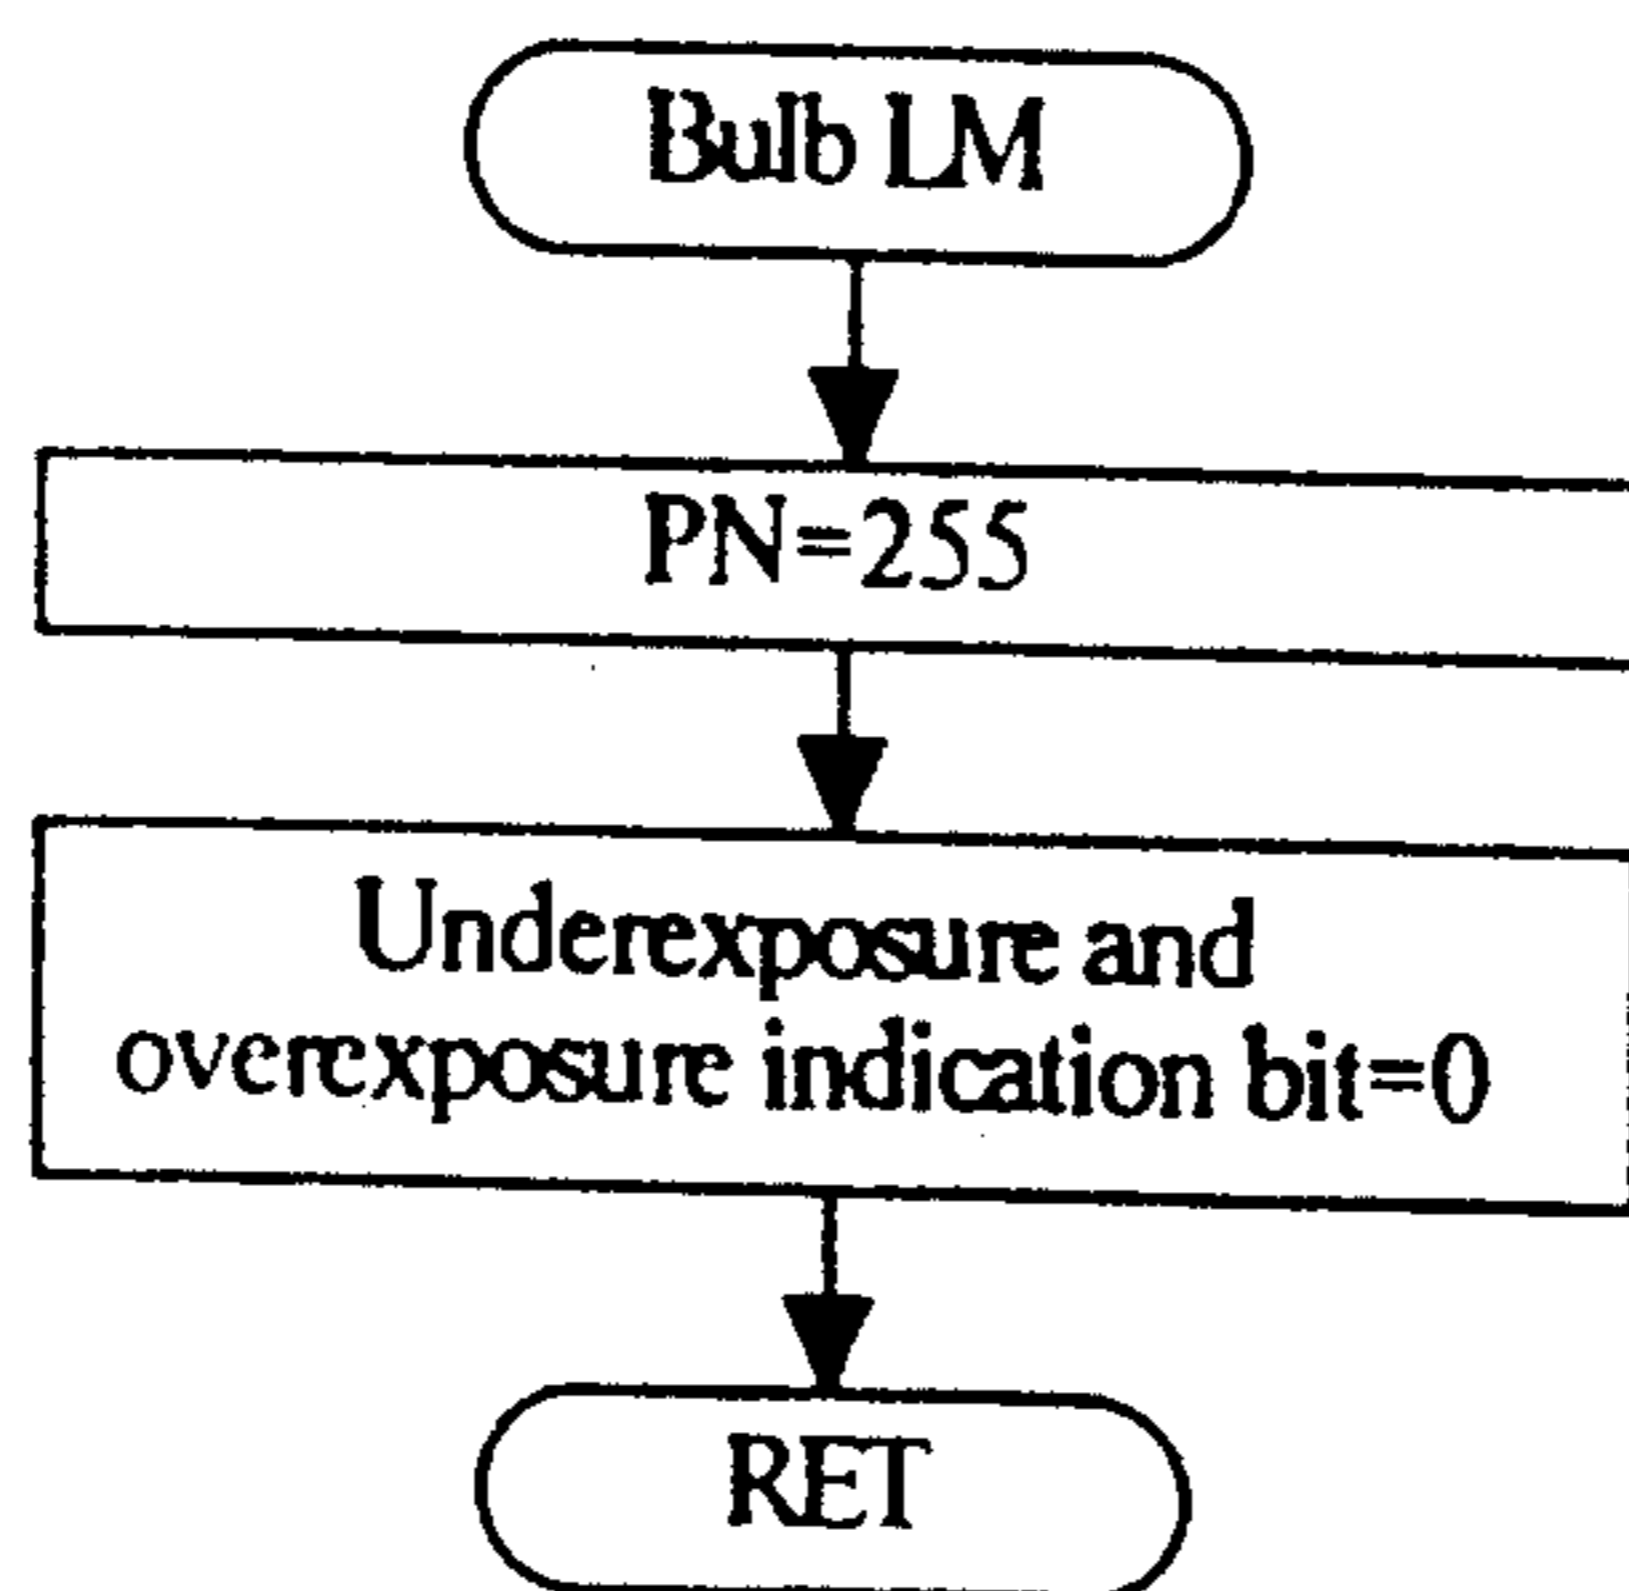 Bulb LM
PN=255
Underexposure and
overexposure indication bit=0
RET